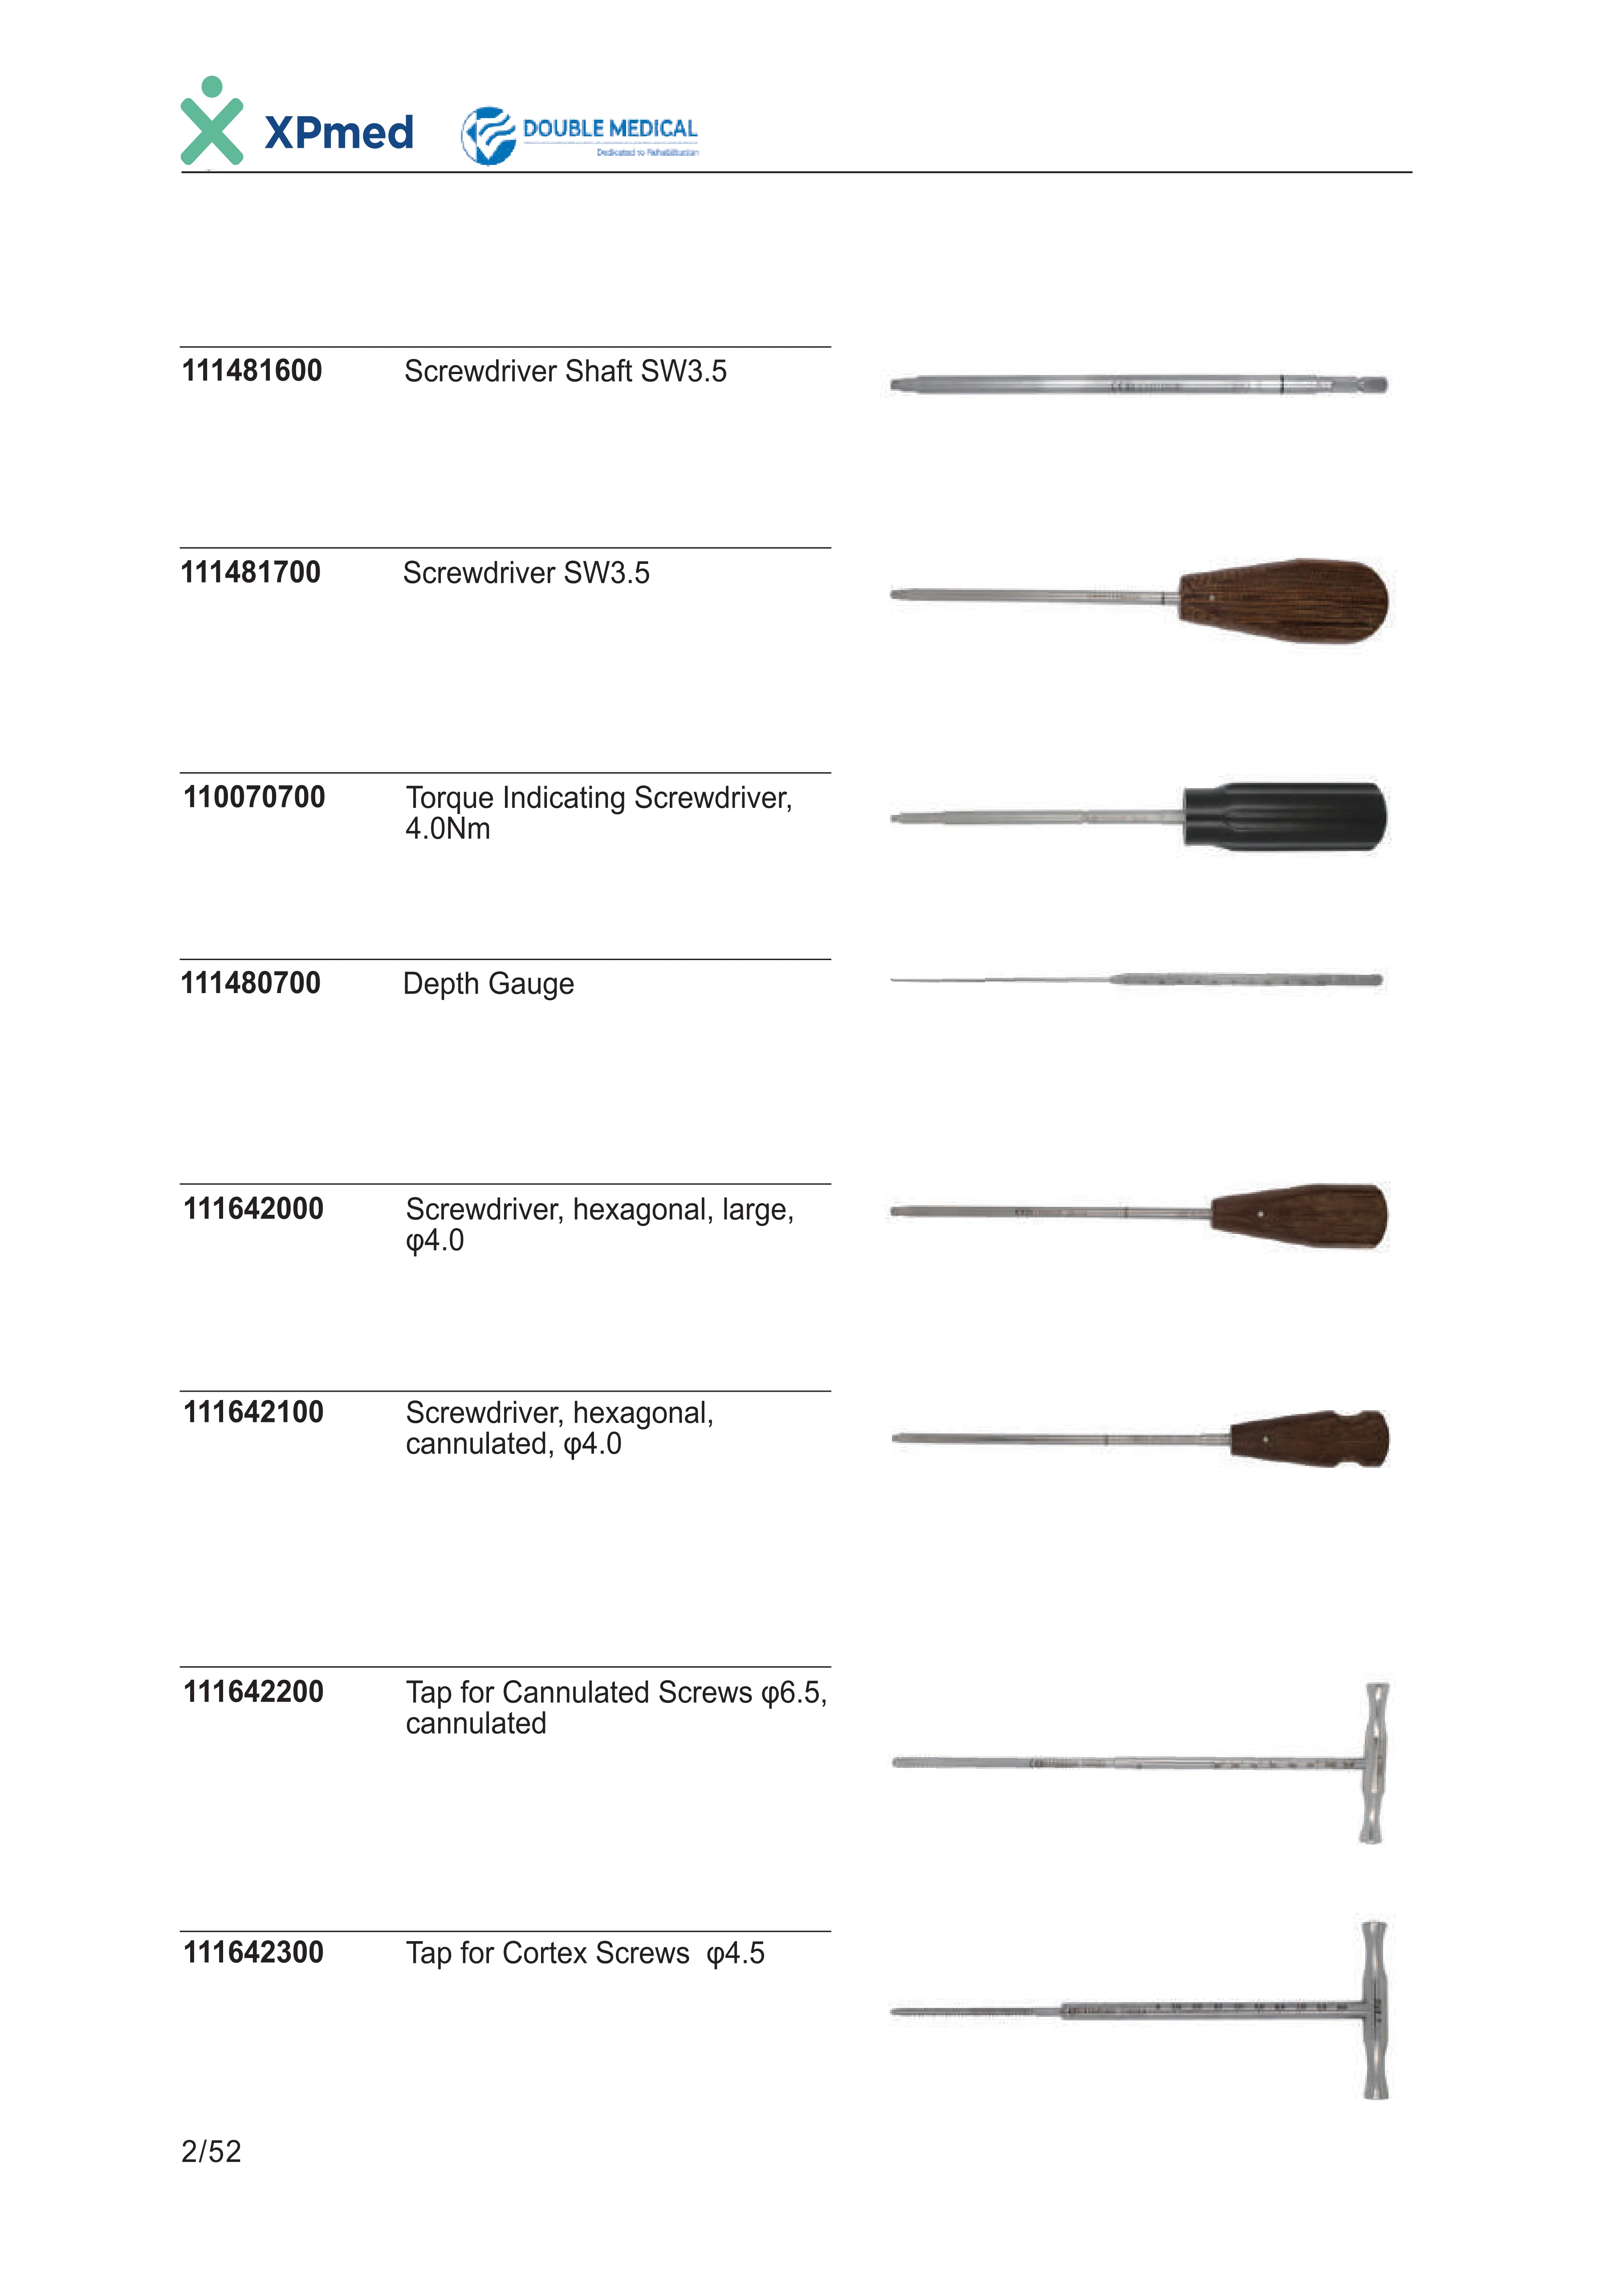 XPmed
DOUBLE MEDICAL
Dedicated to Rehabilitation
111481600 Screwdriver Shaft SW3.5
111481700 Screwdriver SW3.5
110070700 Torque Indicating Screwdriver,
4.0Nm
111480700 Depth Gauge
111642000 Screwdriver, hexagonal, large,
φ4.0
111642100 Screwdriver, hexagonal,
cannulated, φ4.0
111642200 Tap for Cannulated Screws φ6.5,
cannulated
111642300 Tap for Cortex Screws φ4.5
2/52